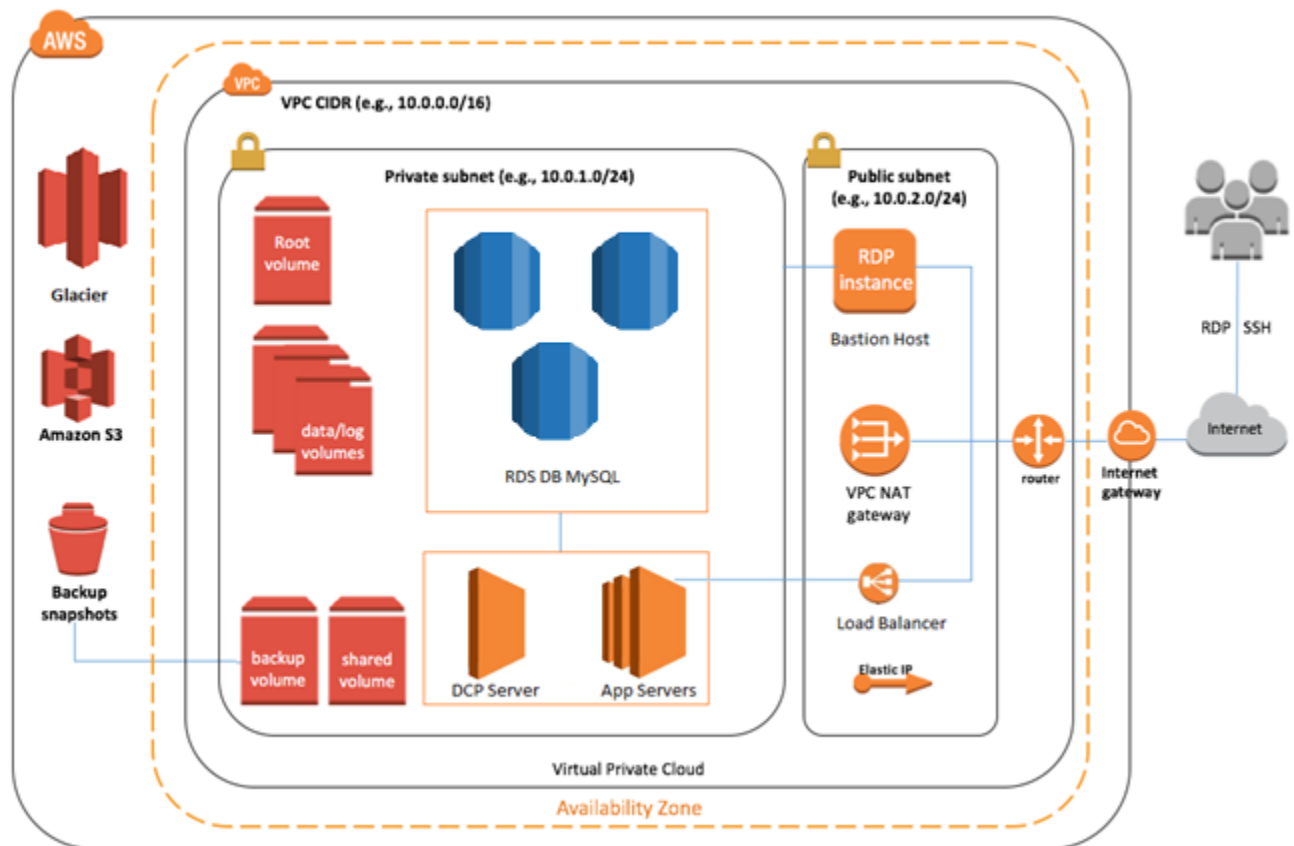 AWS
VPC
VPC CIDR (e.g., 10.0.0.0/16)
Private subnet (e.g., 10.0.1.0/24)
Public subnet
(e.g., 10.0.2.0/24)
Glacier
Amazon S3
Backup
snapshots
Root
volume
data/log
volumes
backup
volume
shared
volume
RDS DB MySQL
DCP Server
App Servers
RDP
instance
Bastion Host
VPC NAT
gateway
Load Balancer
Elastic IP
router
Internet
gateway
RDP
SSH
Internet
Virtual Private Cloud
Availability Zone